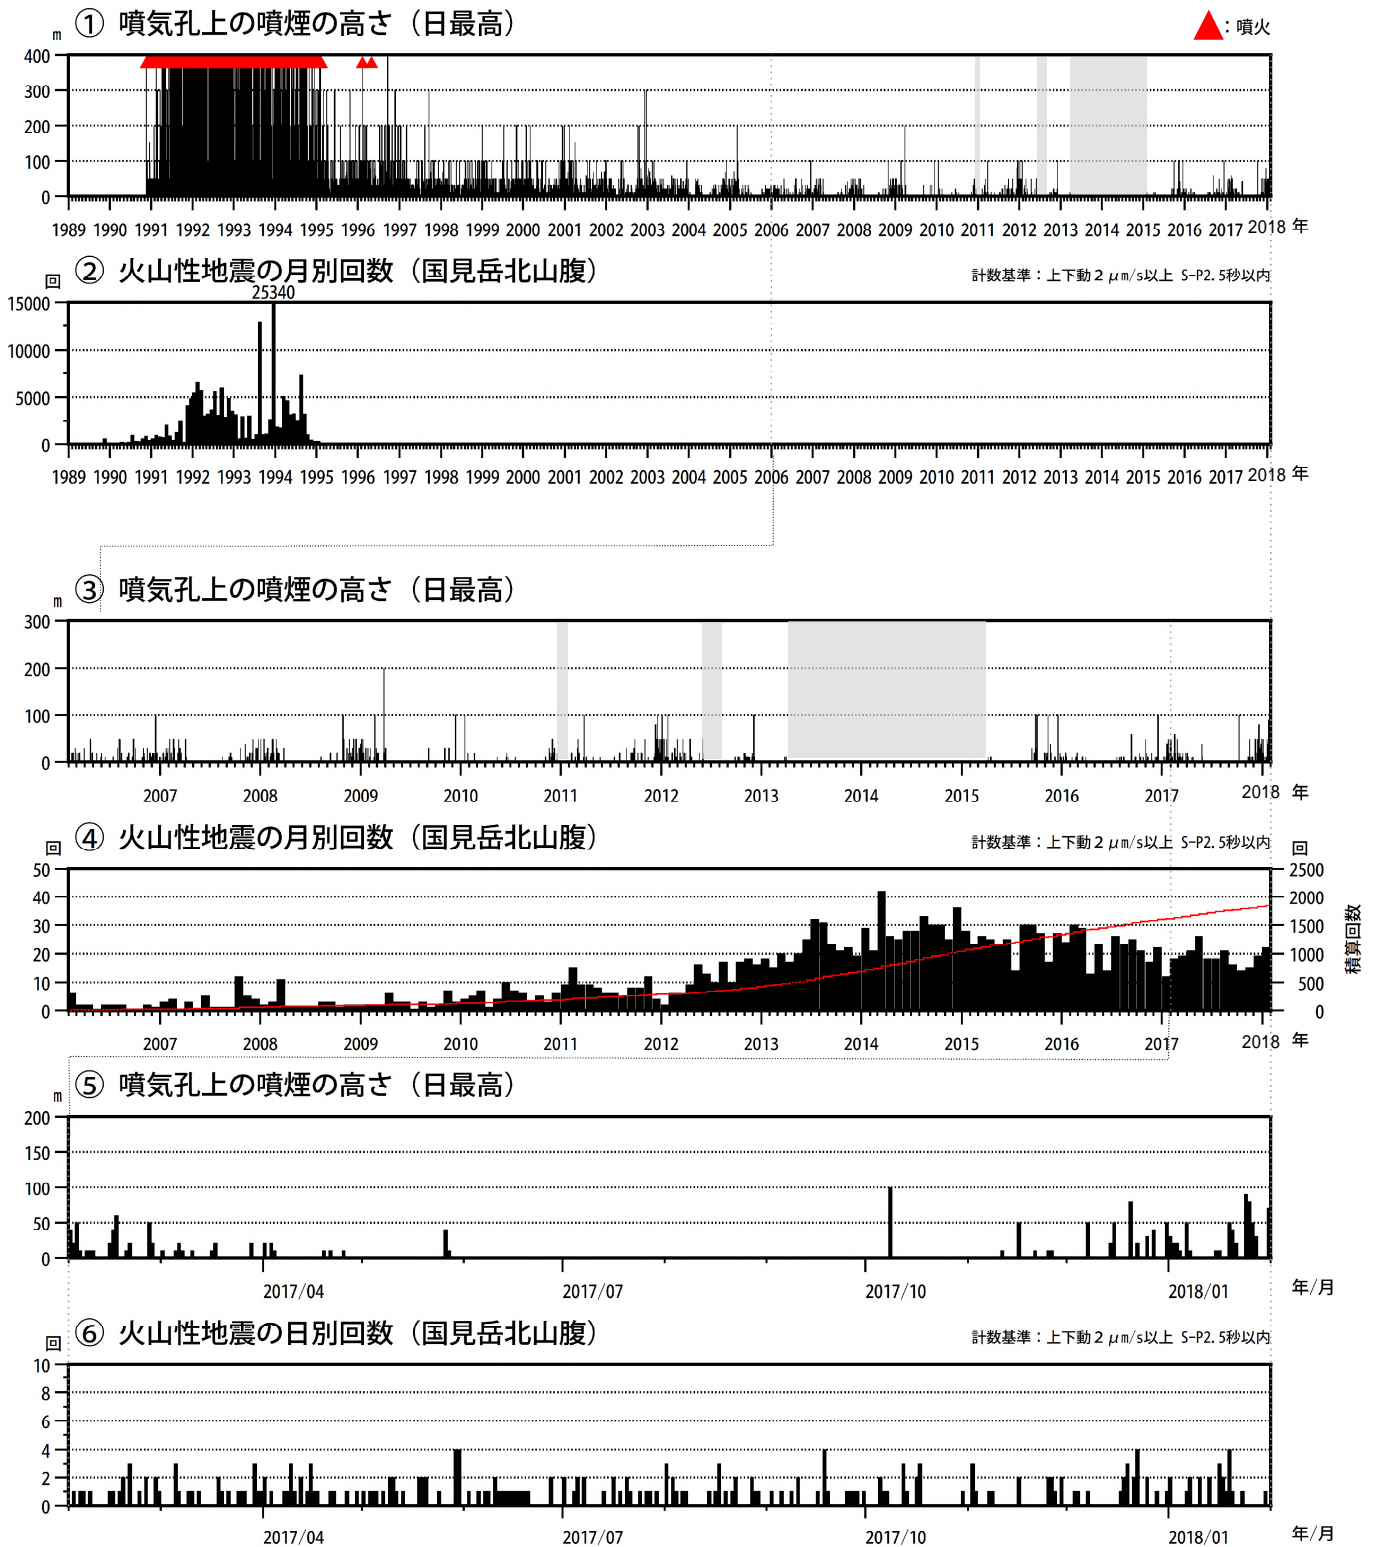 ① 噴気孔上の噴煙の高さ（日最高）
：噴火
m
400
300
200
100
0
1989 1990 1991 1992 1993 1994 1995 1996 1997 1998 1999 2000 2001 2002 2003 2004 2005 2006 2007 2008 2009 2010 2011 2012 2013 2014 2015 2016 2017 2018 年
② 火山性地震の月別回数（国見岳北山腹）
計数基準：上下動２μm/s以上 S-P2.5秒以内
回
25340
15000
10000
5000
0
1989 1990 1991 1992 1993 1994 1995 1996 1997 1998 1999 2000 2001 2002 2003 2004 2005 2006 2007 2008 2009 2010 2011 2012 2013 2014 2015 2016 2017 2018 年
③ 噴気孔上の噴煙の高さ（日最高）
m
300
200
100
0
2007 2008 2009 2010 2011 2012 2013 2014 2015 2016 2017 2018 年
④ 火山性地震の月別回数（国見岳北山腹）
計数基準：上下動２μm/s以上 S-P2.5秒以内
回 回
50 2500
40 2000
30 1500
20 1000
10 500
0 0
積算回数
2007 2008 2009 2010 2011 2012 2013 2014 2015 2016 2017 2018 年
⑤ 噴気孔上の噴煙の高さ（日最高）
m
200
150
100
50
0
2017/04 2017/07 2017/10 2018/01 年/月
⑥ 火山性地震の日別回数（国見岳北山腹）
計数基準：上下動２μm/s以上 S-P2.5秒以内
回
10
8
6
4
2
0
2017/04 2017/07 2017/10 2018/01 年/月